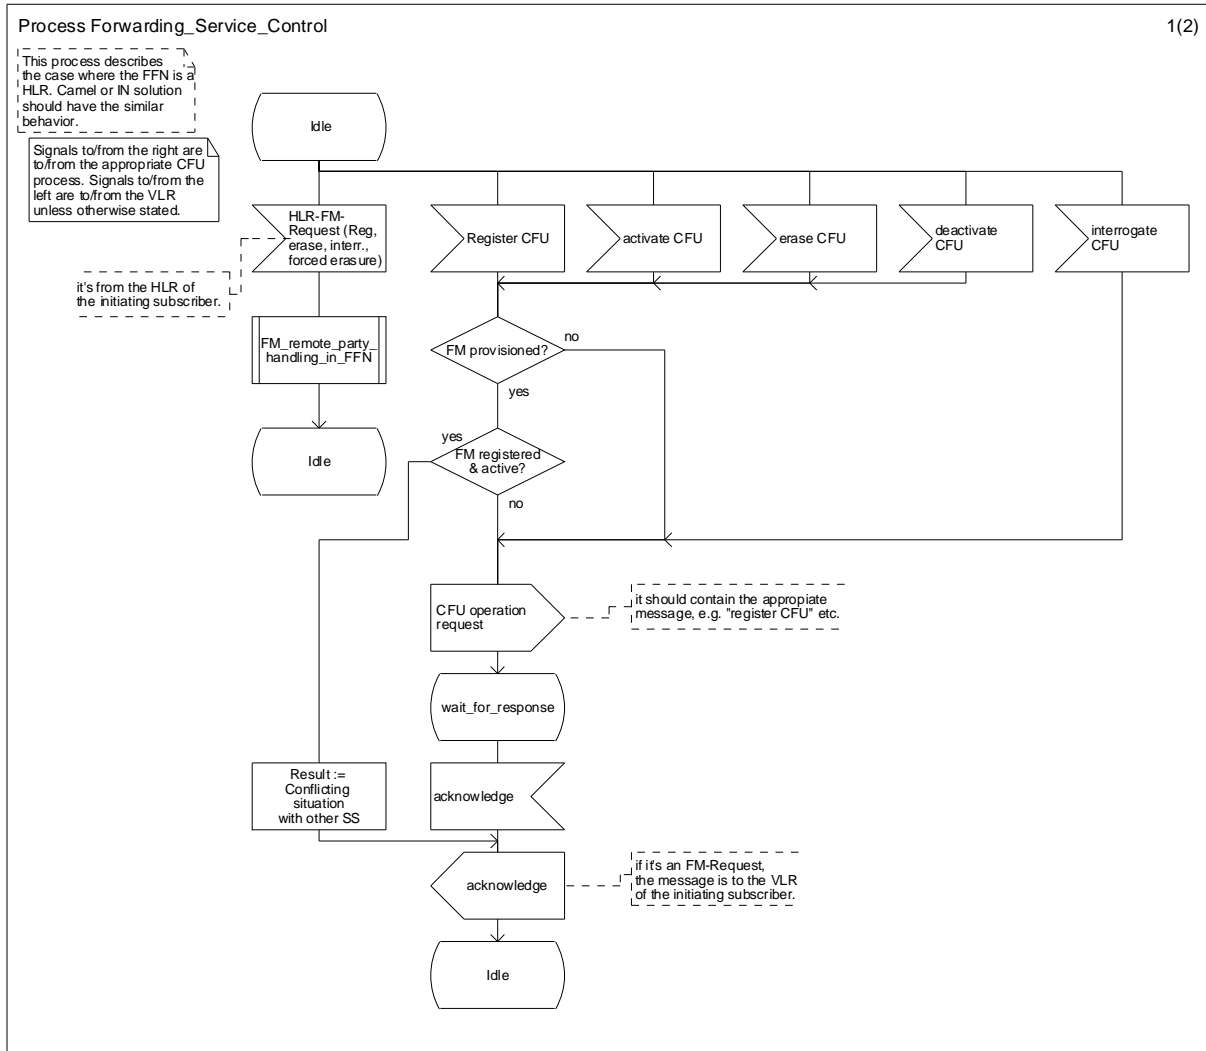 Process Forwarding_Service_Control
1(2)
This process describes
the case where the FFN is a
HLR. Camel or IN solution
should have the similar
behavior.
Idle
Signals to/from the right are
to/from the appropriate CFU
process. Signals to/from the
left are to/from the VLR
unless otherwise stated.
HLR-FM-
Request (Reg,
erase, interr.,
forced erasure)
Register CFU
activate CFU
erase CFU
deactivate
CFU
interrogate
CFU
it's from the HLR of
the initiating subscriber.
FM_remote_party_
handling_in_FFN
FM provisioned?
no
yes
Idle
yes
FM registered
& active?
no
CFU operation
request
it should contain the appropiate
message, e.g. "register CFU" etc.
wait_for_response
Result :=
Conflicting
situation
with other SS
acknowledge
acknowledge
if it's an FM-Request,
the message is to the VLR
of the initiating subscriber.
Idle